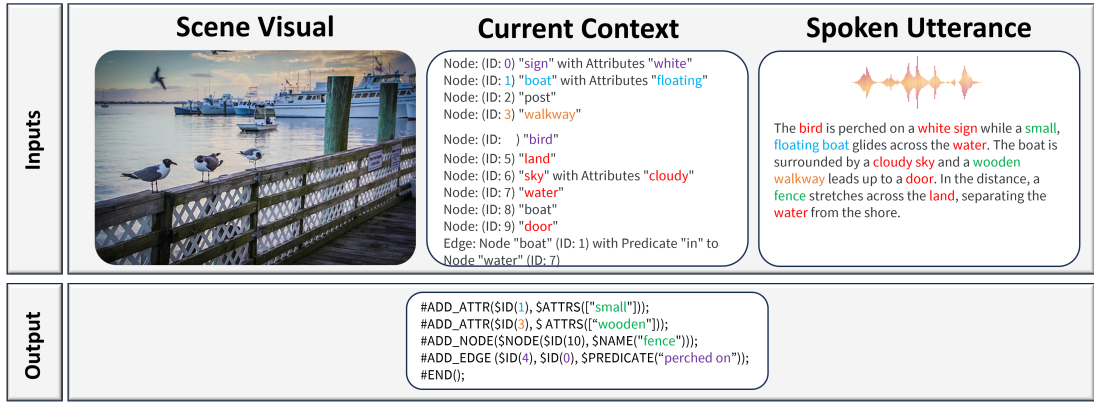 Scene Visual
Current Context
Spoken Utterance
Inputs
Node: (ID: 0) "sign" with Attributes "white"
Node: (ID: 1) "boat" with Attributes "floating"
Node: (ID: 2) "post"
Node: (ID: 3) "walkway"
Node: (ID: ) "bird"
Node: (ID: 5) "land"
Node: (ID: 6) "sky" with Attributes "cloudy"
Node: (ID: 7) "water"
Node: (ID: 8) "boat"
Node: (ID: 9) "door"
Edge: Node "boat" (ID: 1) with Predicate "in" to
Node "water" (ID: 7)
The bird is perched on a white sign while a small,
floating boat glides across the water. The boat is
surrounded by a cloudy sky and a wooden
walkway leads up to a door. In the distance, a
fence stretches across the land, separating the
water from the shore.
Output
#ADD_ATTR($ID(1), $ATTRS(["small"]));
#ADD_ATTR($ID(3), $ ATTRS([“wooden"]));
#ADD_NODE($NODE($ID(10), $NAME("fence")));
#ADD_EDGE ($ID(4), $ID(0), $PREDICATE(“perched on”));
#END();